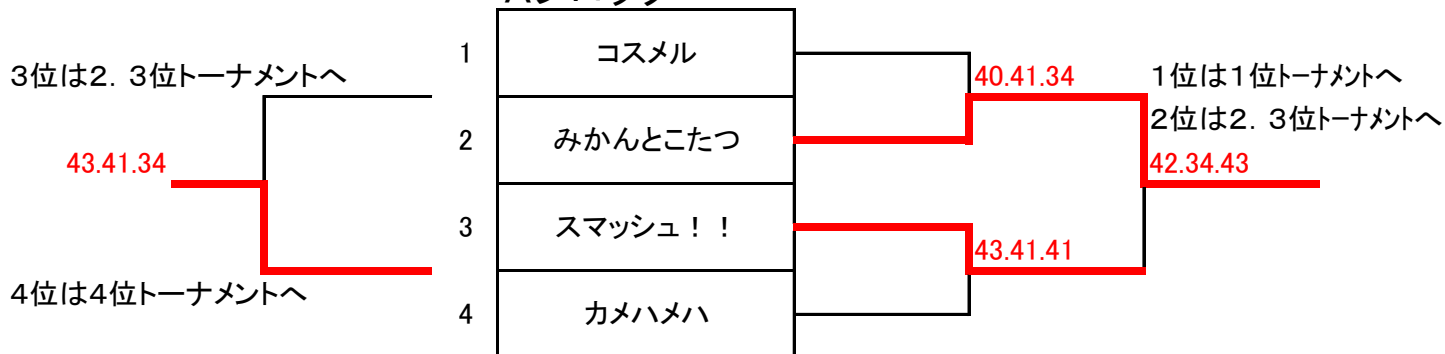 1 コスメル
3位は2．3位トーナメントへ
40.41.34
1位は1位トーナメントへ
2 みかんとこたつ
2位は2．3位トーナメントへ
43.41.34
42.34.43
3 スマッシュ！！
43.41.41
4位は4位トーナメントへ
4 カメハメハ